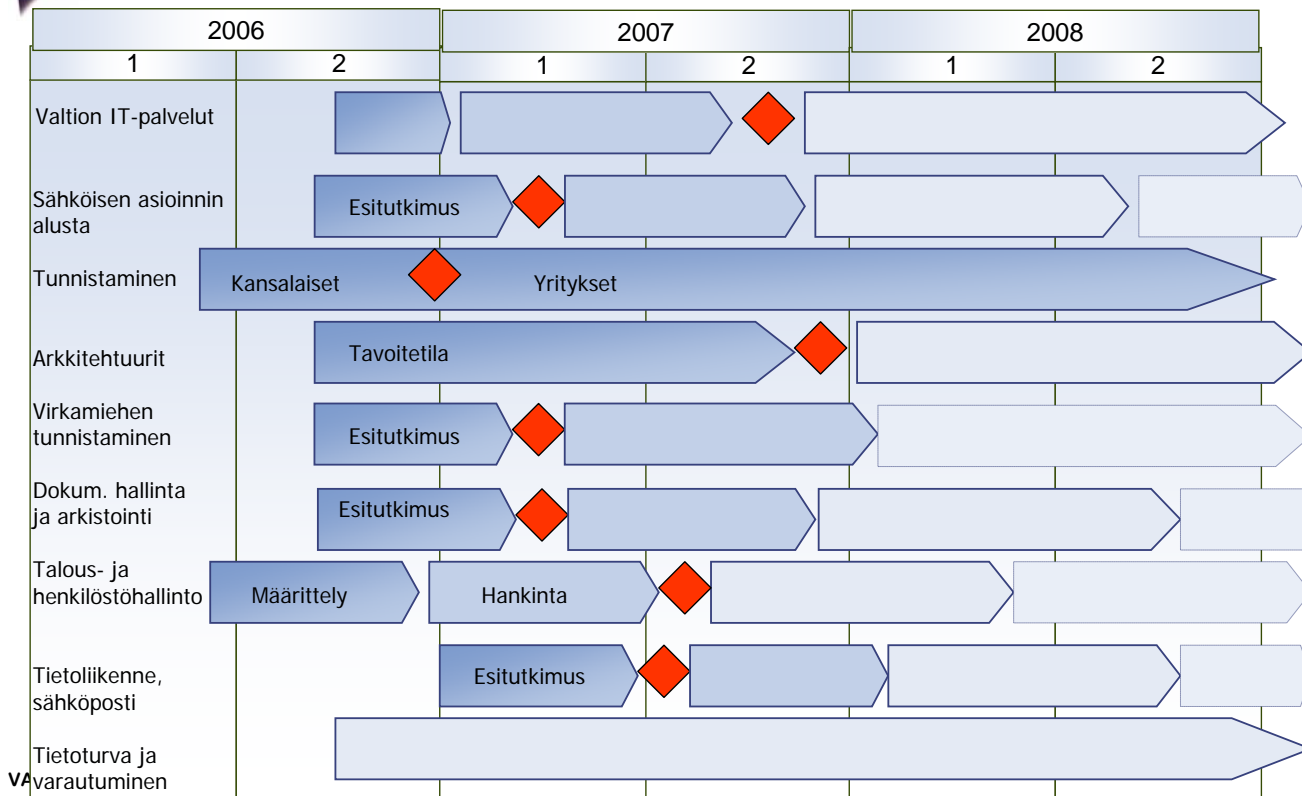 2006 2007 2008
1 2 1 2 1 2
Valtion IT-palvelut
Sähköisen asioinnin
alusta
Esitutkimus
Tunnistaminen
Kansalaiset
Yritykset
Arkkitehtuurit
Tavoitetila
Virkamiehen
tunnistaminen
Esitutkimus
Dokum. hallinta
ja arkistointi
Esitutkimus
Talous- ja
henkilöstöhallinto
Määrittely
Hankinta
Tietoliikenne,
sähköposti
Esitutkimus
Tietoturva ja
varautuminen
VA